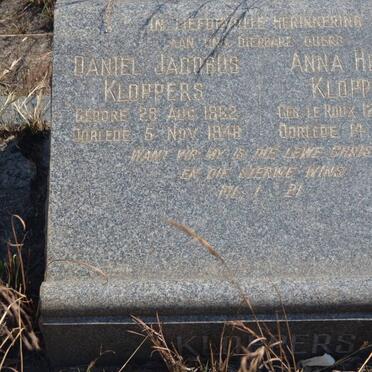 IN LIEFDEVOLLE HERINNERING
AAN ONS DIERBARE OUERS
DANIEL JACOBUS ANNA
KLOPPERS KLOPP
GEBORE 28 AUG 1882 GEB. LE ROUX
OORLEDE 5 NOV. 1948 OORLEDE 14
WANT VIR MY IS DIE LEWE CHRIS
EN DIE STERWE WINS
FIL. 1 : 21
KLOPPERS